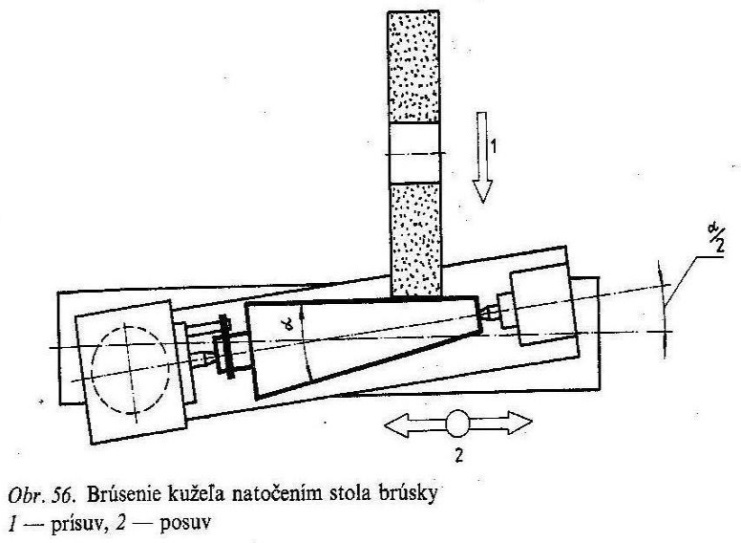 1
α/2
α
2
Obr. 56. Brúsenie kužeľa natočením stola brúsky
1 — prísuv, 2 — posuv